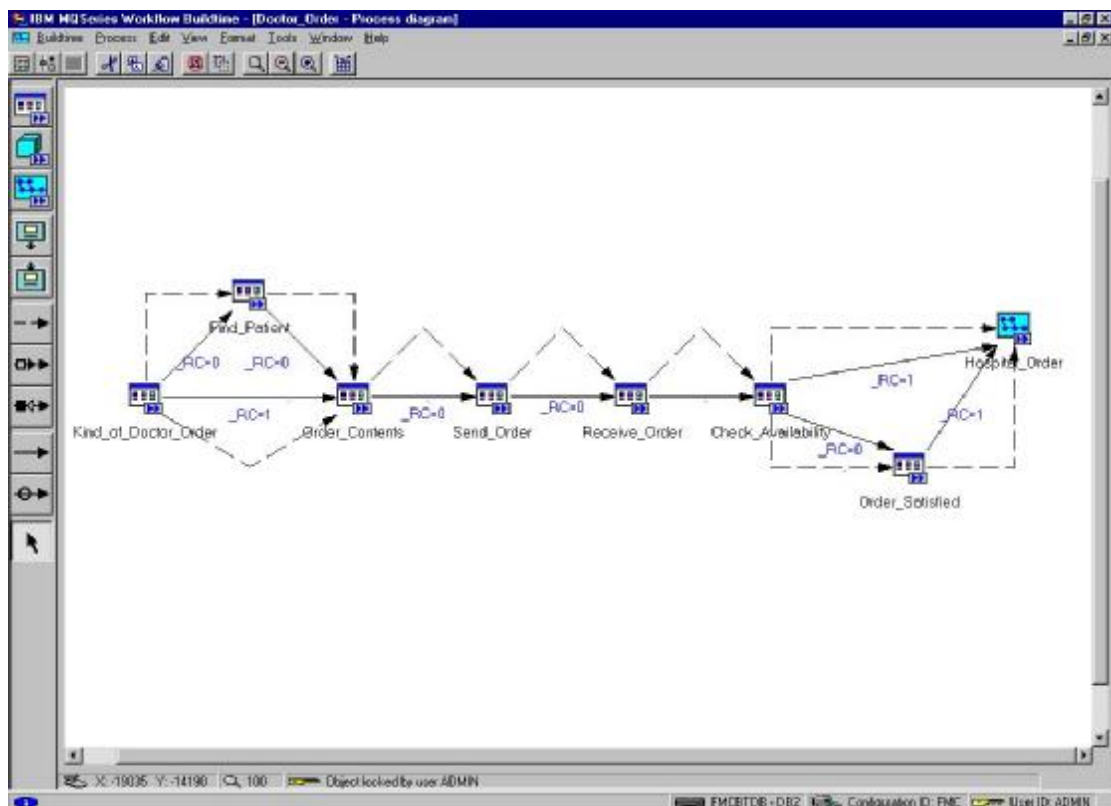 IBM MQSeries Workflow Buildtime - [Doctor_Order - Process diagram]
Buildtime Process Edit View Format Tools Window Help
Find_Patient
Hospital_Order
_RC=0 _RC=0
_RC=1
_RC=1
_RC=0
_RC=0
_RC=1
Kind_of_Doctor_Order
Order_Contents
Send_Order
Receive_Order
Check_Availability
_RC=0
Order_Satisfied
X: -19035 Y: -14190 100 Object locked by user ADMIN
FMCBTDB - DB2 Configuration ID: FMC User ID: ADMIN